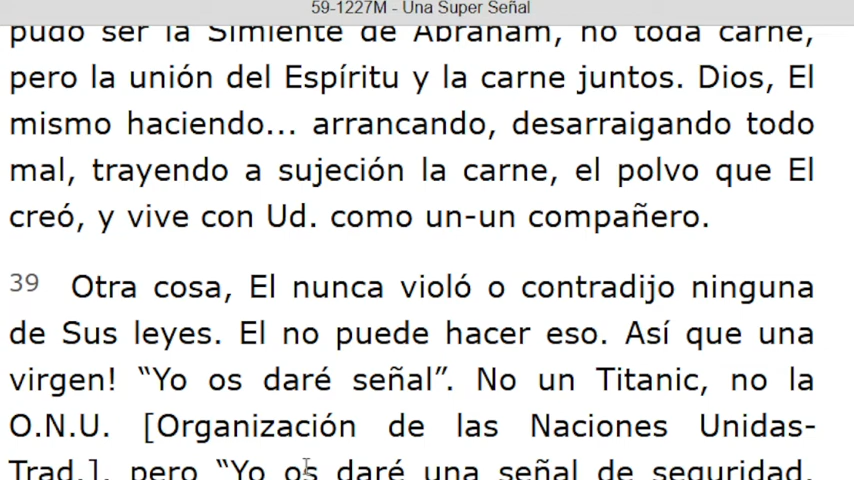 59-1227M - Una Super Señal
pudo ser la Simiente de Abraham, no toda carne,
pero la unión del Espíritu y la carne juntos. Dios, El
mismo haciendo... arrancando, desarraigando todo
mal, trayendo a sujeción la carne, el polvo que El
creó, y vive con Ud. como un-un compañero.
39 Otra cosa, El nunca violó o contradijo ninguna
de Sus leyes. El no puede hacer eso. Así que una
virgen! “Yo os daré señal”. No un Titanic, no la
O.N.U. [Organización de las Naciones Unidas-
Trad.], pero “Yo os daré una señal de seguridad.